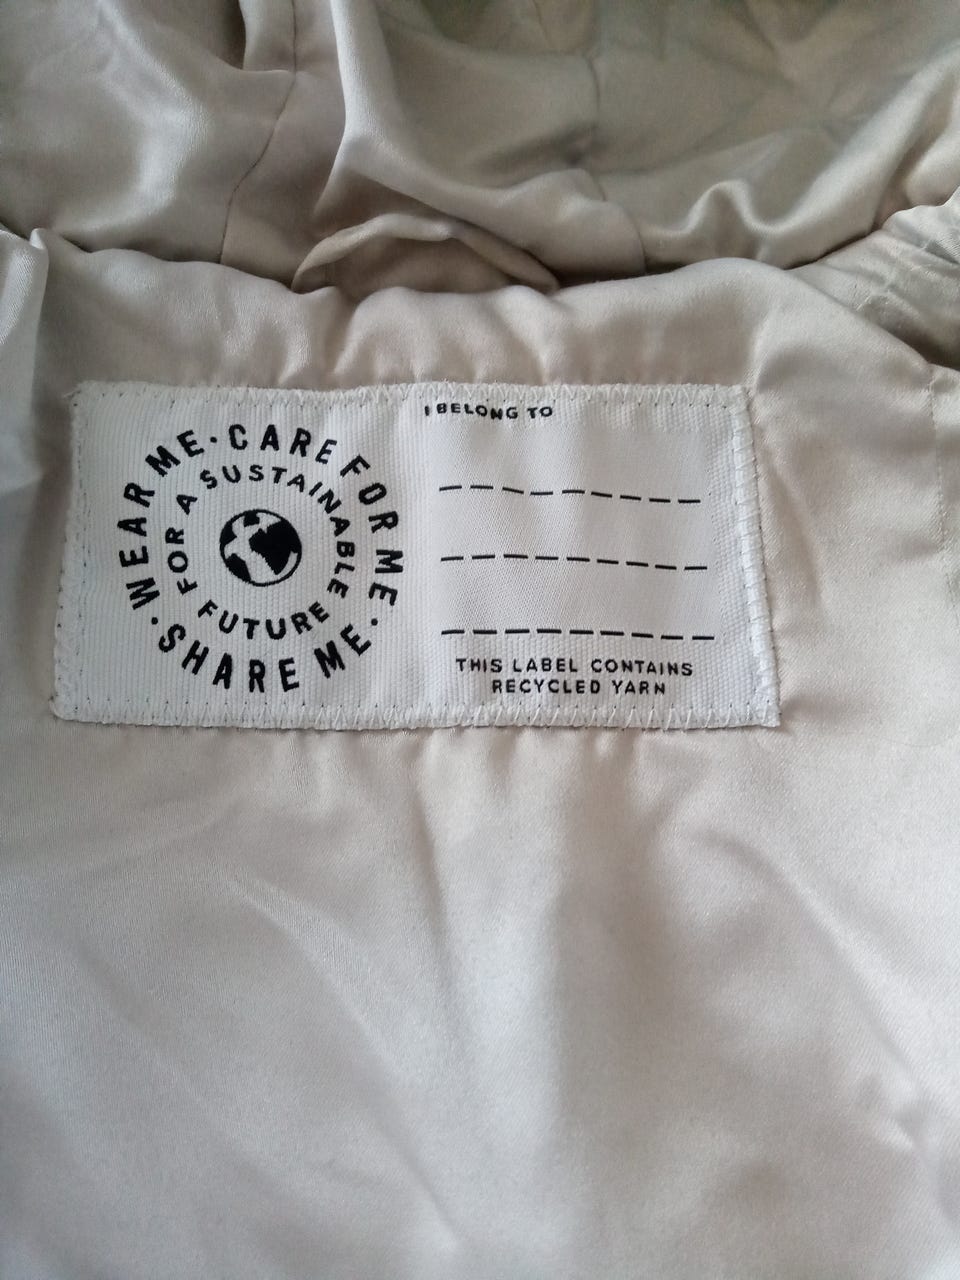 WEAR ME · CARE FOR ME · SHARE ME ·
FOR A SUSTAINABLE FUTURE
I BELONG TO
THIS LABEL CONTAINS
RECYCLED YARN